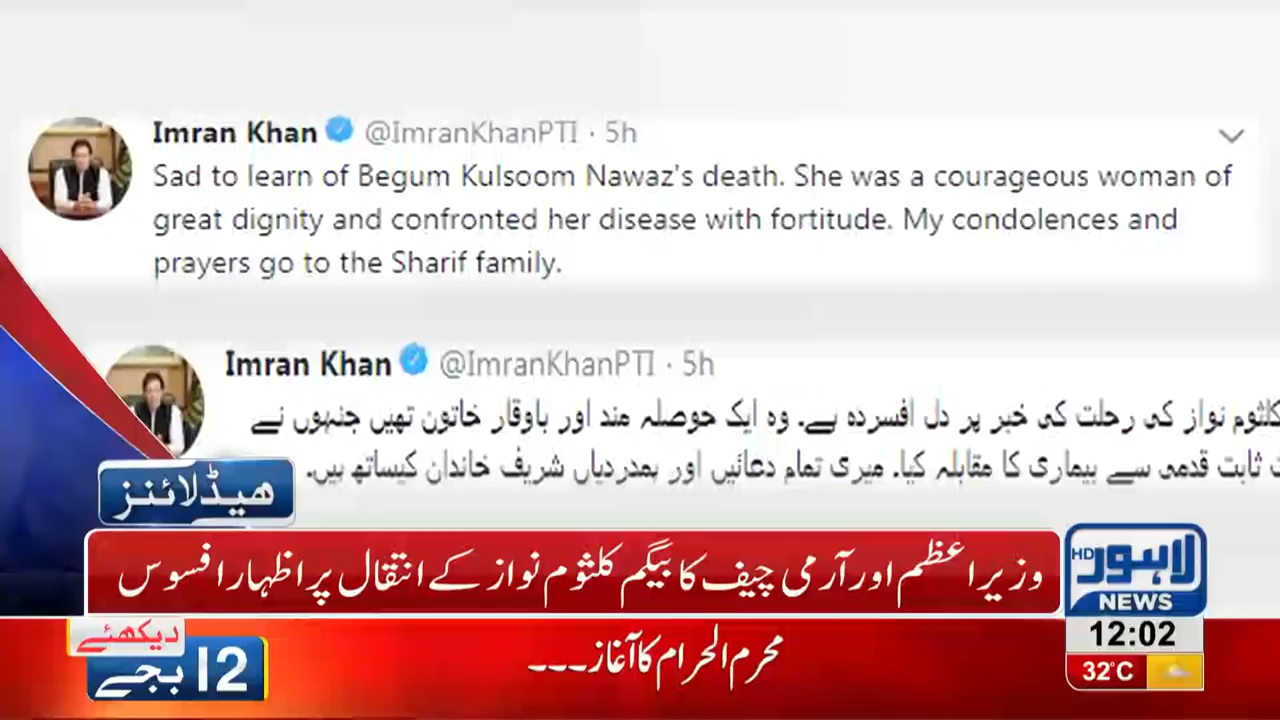 Imran Khan @ImranKhanPTI · 5h
Sad to learn of Begum Kulsoom Nawaz's death. She was a courageous woman of
great dignity and confronted her disease with fortitude. My condolences and
prayers go to the Sharif family.
Imran Khan @ImranKhanPTI · 5h
کلثوم نواز کی رحلت کی خبر پر دل افسردہ ہے۔ وہ ایک حوصلہ مند اور باوقار خاتون تھیں جنہوں نے
ثابت قدمی سے بیماری کا مقابلہ کیا۔ میری تمام دعائیں اور ہمدردیاں شریف خاندان کیساتھ ہیں۔
ھیڈلائنز
وزیراعظم اور آرمی چیف کا بیگم کلثوم نواز کے انتقال پر اظہار افسوس
لاہور HD
NEWS
12:02
32°C
دیکھئے
12 بجے
محرم الحرام کا آغاز۔۔۔